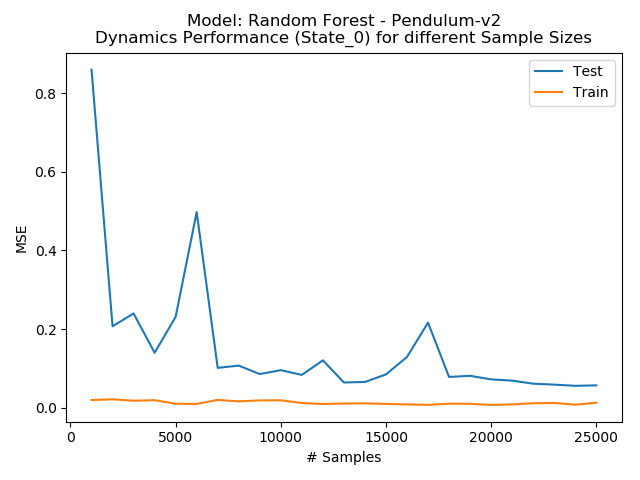 Model: Random Forest - Pendulum-v2
Dynamics Performance (State_0) for different Sample Sizes
Test
Train
MSE
0.8
0.6
0.4
0.2
0.0
0 5000 10000 15000 20000 25000
# Samples